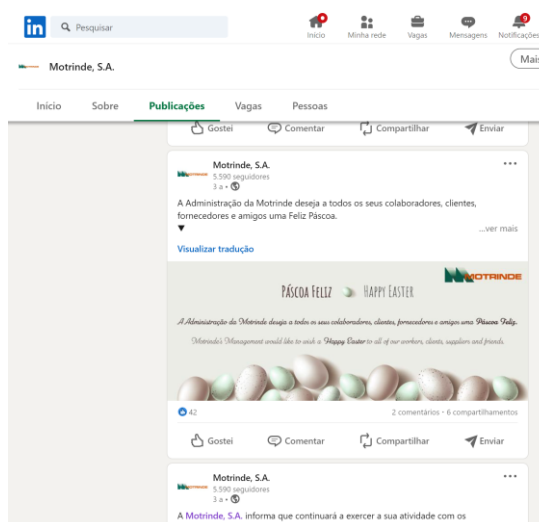 in
Pesquisar
Início
Minha rede
Vagas
Mensagens
9
Notificações
Motrinde, S.A.
Mais
Início
Sobre
Publicações
Vagas
Pessoas
Gostei
Comentar
Compartilhar
Enviar
Motrinde, S.A.
5.590 seguidores
3 a •
A Administração da Motrinde deseja a todos os seus colaboradores, clientes,
fornecedores e amigos uma Feliz Páscoa.
...ver mais
Visualizar tradução
MOTRINDE
PÁSCOA FELIZ HAPPY EASTER
A Administração da Motrinde deseja a todos os seus colaboradores, clientes, fornecedores e amigos uma Páscoa Feliz.
Motrinde's Management would like to wish a Happy Easter to all of our workers, clients, suppliers and friends.
42
2 comentários • 6 compartilhamentos
Gostei
Comentar
Compartilhar
Enviar
Motrinde, S.A.
5.590 seguidores
3 a •
A Motrinde, S.A. informa que continuará a exercer a sua atividade com os